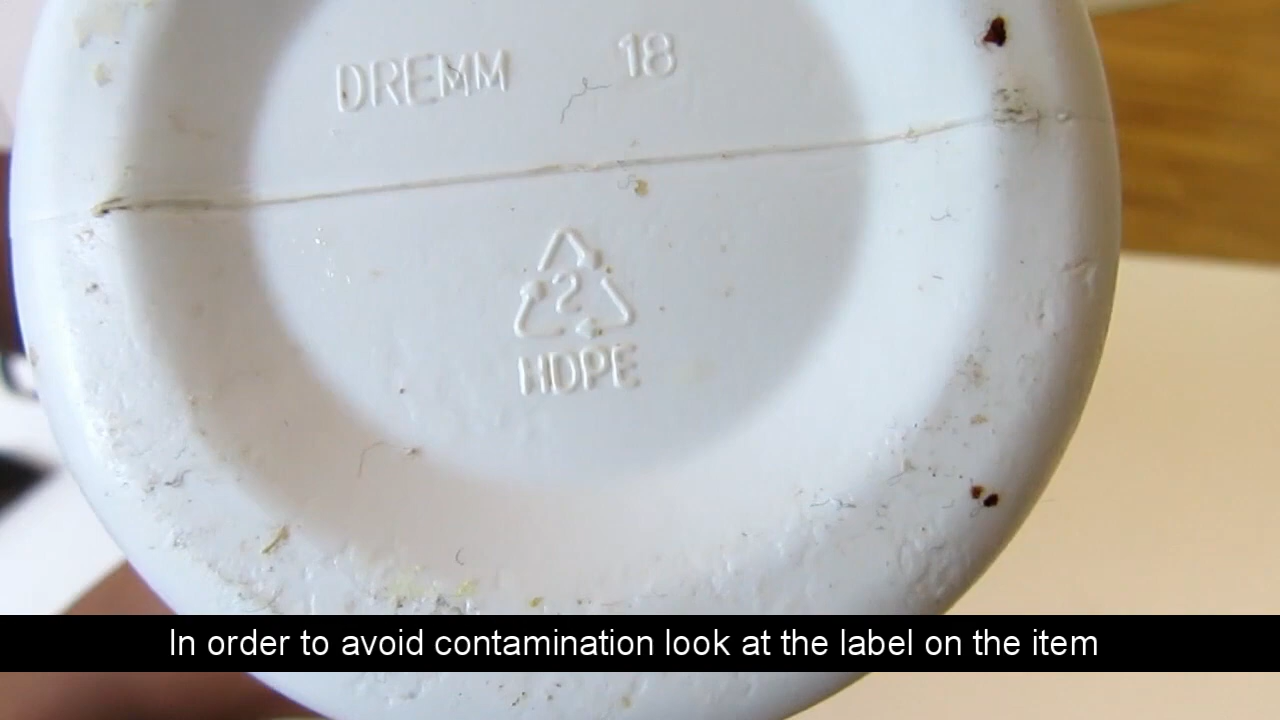 DREMM 18
2
HDPE
In order to avoid contamination look at the label on the item